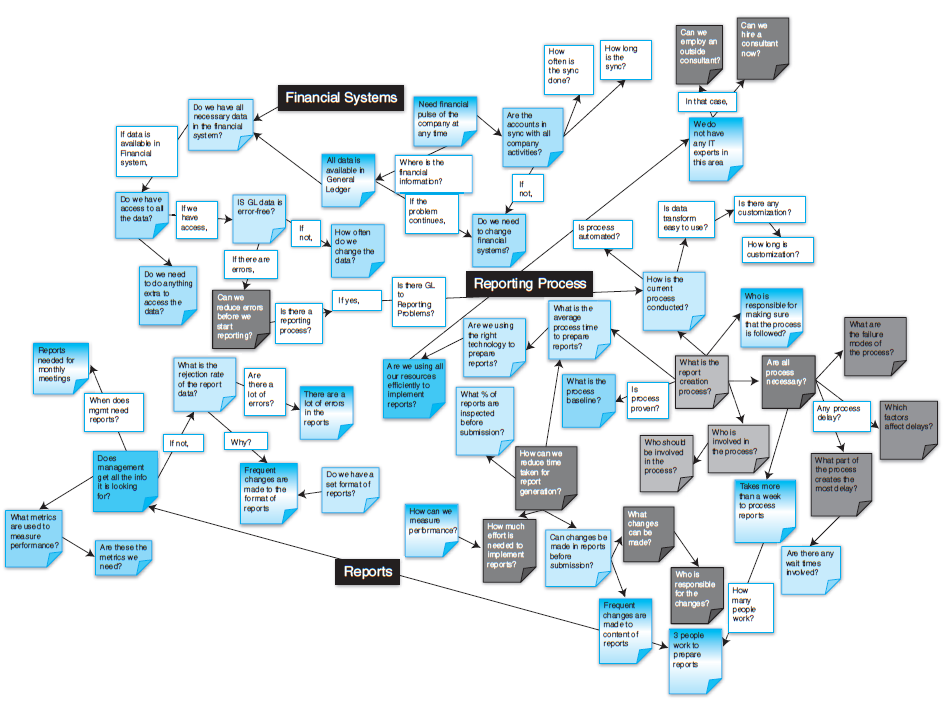 Can we
employ an
outside
consultant?
Can we
hire a
consultant
now?
How
often is
the sync
done?
How long
is the
sync?
In that case,
Financial Systems
Do we have all
necessary data
in the financial
system?
Need financial
pulse of the
company at
any time
Are the
accounts in
sync with all
company
activities?
We do
not have
any IT
experts in
this area
If data is
available in
Financial
system,
All data is
available in
General
Ledger
Where is the
financial
information?
If
not,
Do we have
access to all
the data?
If we
have
access,
IS GL data is
error-free?
If
not,
How often
do we
change the
data?
If the
problem
continues,
Do we need
to change
financial
systems?
Is process
automated?
Is data
transform
easy to use?
Is there any
customization?
How long is
customization?
If there are
errors,
Do we need
to do anything
extra to
access the
data?
Can we
reduce errors
before we
start
reporting?
Is there a
reporting
process?
If yes,
Is there GL
to
Reporting
Problems?
Reporting Process
How is the
current
process
conducted?
Who is
responsible for
making sure
that the process
is followed?
What is the
average
process time
to prepare
reports?
Are we using
the right
technology to
prepare
reports?
What are
the failure
modes of
the process?
Reports
needed for
monthly
meetings
What is the
rejection rate
of the report
data?
Are
there a
lot of
errors?
There are a
lot of errors
in the
reports
Are we using all
our resources
efficiently to
implement
reports?
What is the
process
baseline?
Is
process
proven?
What is the
report
creation
process?
Are all
process
necessary?
When does
mgmt need
reports?
What % of
reports are
inspected
before
submission?
Any process
delay?
Which
factors
affect delays?
If not,
Why?
Who should
be involved
in the
process?
Who is
involved in
the process?
Does
management
get all the info
it is looking
for?
Frequent
changes are
made to the
format of
reports
Do we have a
set format of
reports?
How can we
reduce time
taken for
report
generation?
What part of
the process
creates the
most delay?
Takes more
than a week
to process
reports
What metrics
are used to
measure
performance?
Are these the
metrics we
need?
How can we
measure
performance?
How much
effort is
needed to
implement
reports?
Can changes be
made in reports
before
submission?
What
changes
can be
made?
Are there any
wait times
involved?
Reports
Who is
responsible
for the
changes?
How
many
people
work?
Frequent
changes are
made to
content of
reports
3 people
work to
prepare
reports